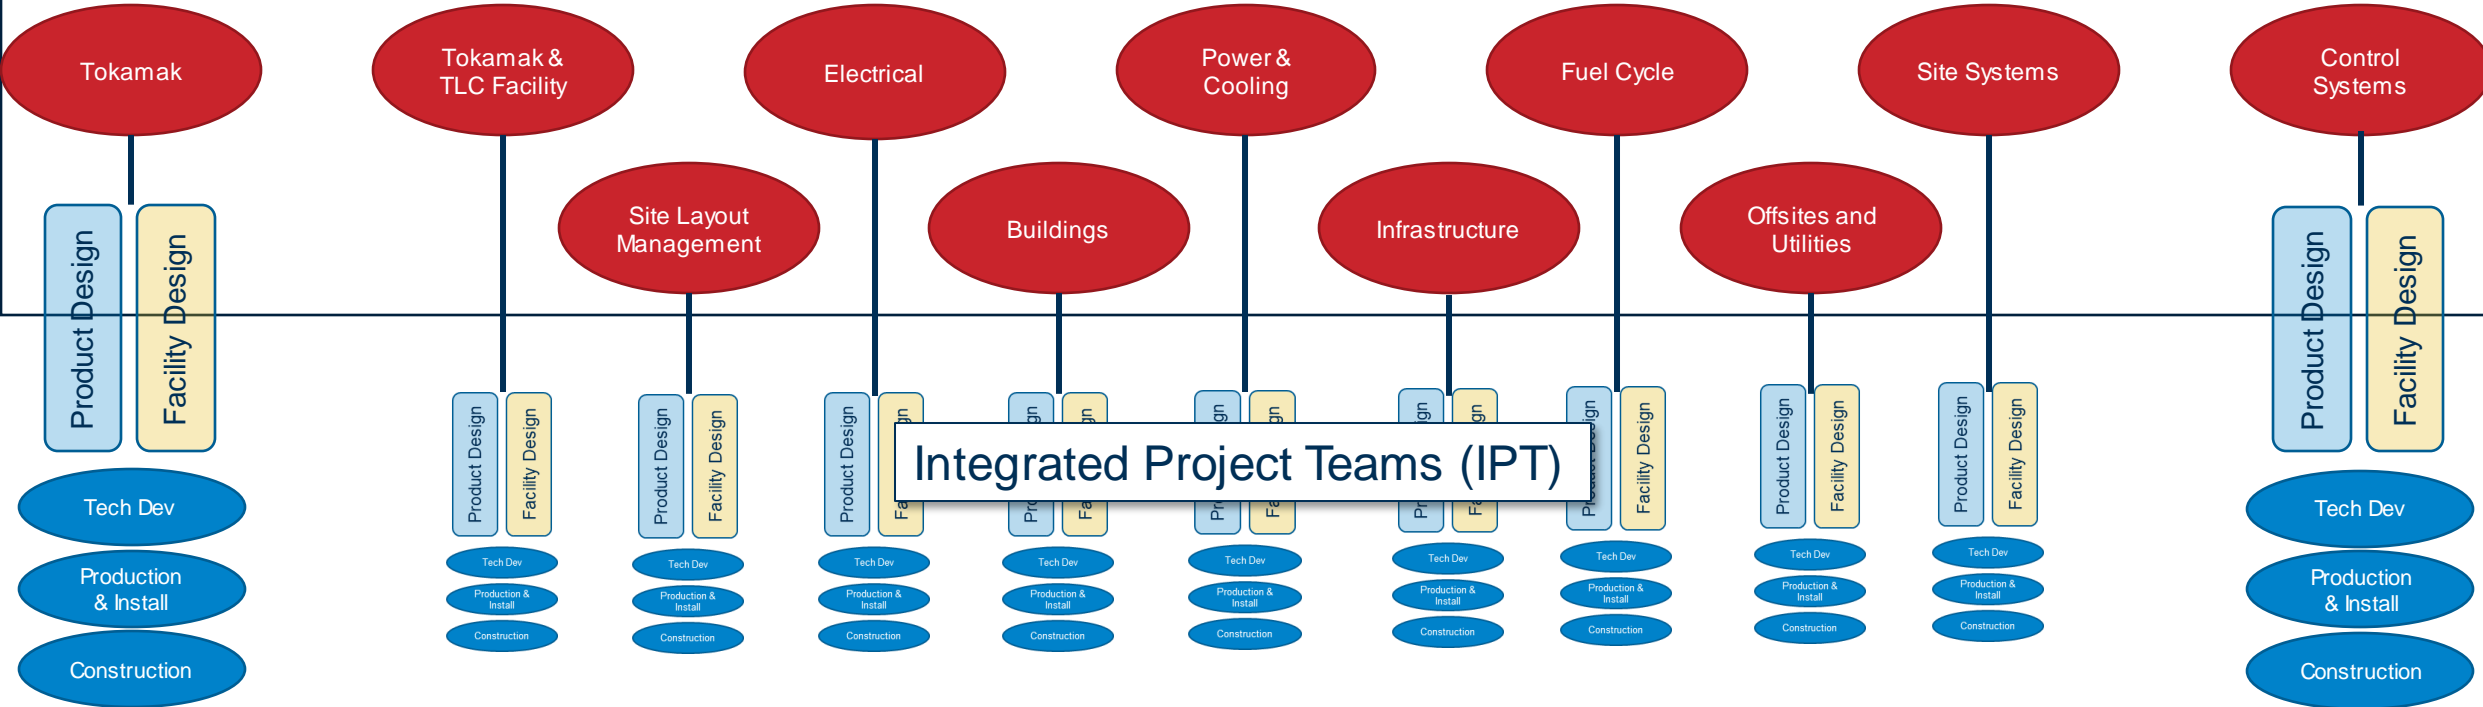 Tokamak
Tokamak &
TLC Facility
Electrical
Power &
Cooling
Fuel Cycle
Site Systems
Control
Systems
Site Layout
Management
Buildings
Infrastructure
Offsites and
Utilities
Product Design
Facility Design
Product Design
Facility Design
Product Design
Facility Design
Product Design
Facility Design
Product Design
Integrated Project Teams (IPT)
Product Design
Facility Design
Product Design
Facility Design
Product Design
Facility Design
Tech Dev
Production
& Install
Construction
Tech Dev
Production &
Install
Construction
Tech Dev
Production &
Install
Construction
Tech Dev
Production &
Install
Construction
Tech Dev
Production &
Install
Construction
Tech Dev
Production &
Install
Construction
Tech Dev
Production &
Install
Construction
Tech Dev
Production &
Install
Construction
Tech Dev
Production &
Install
Construction
Tech Dev
Production &
Install
Construction
Tech Dev
Production
& Install
Construction